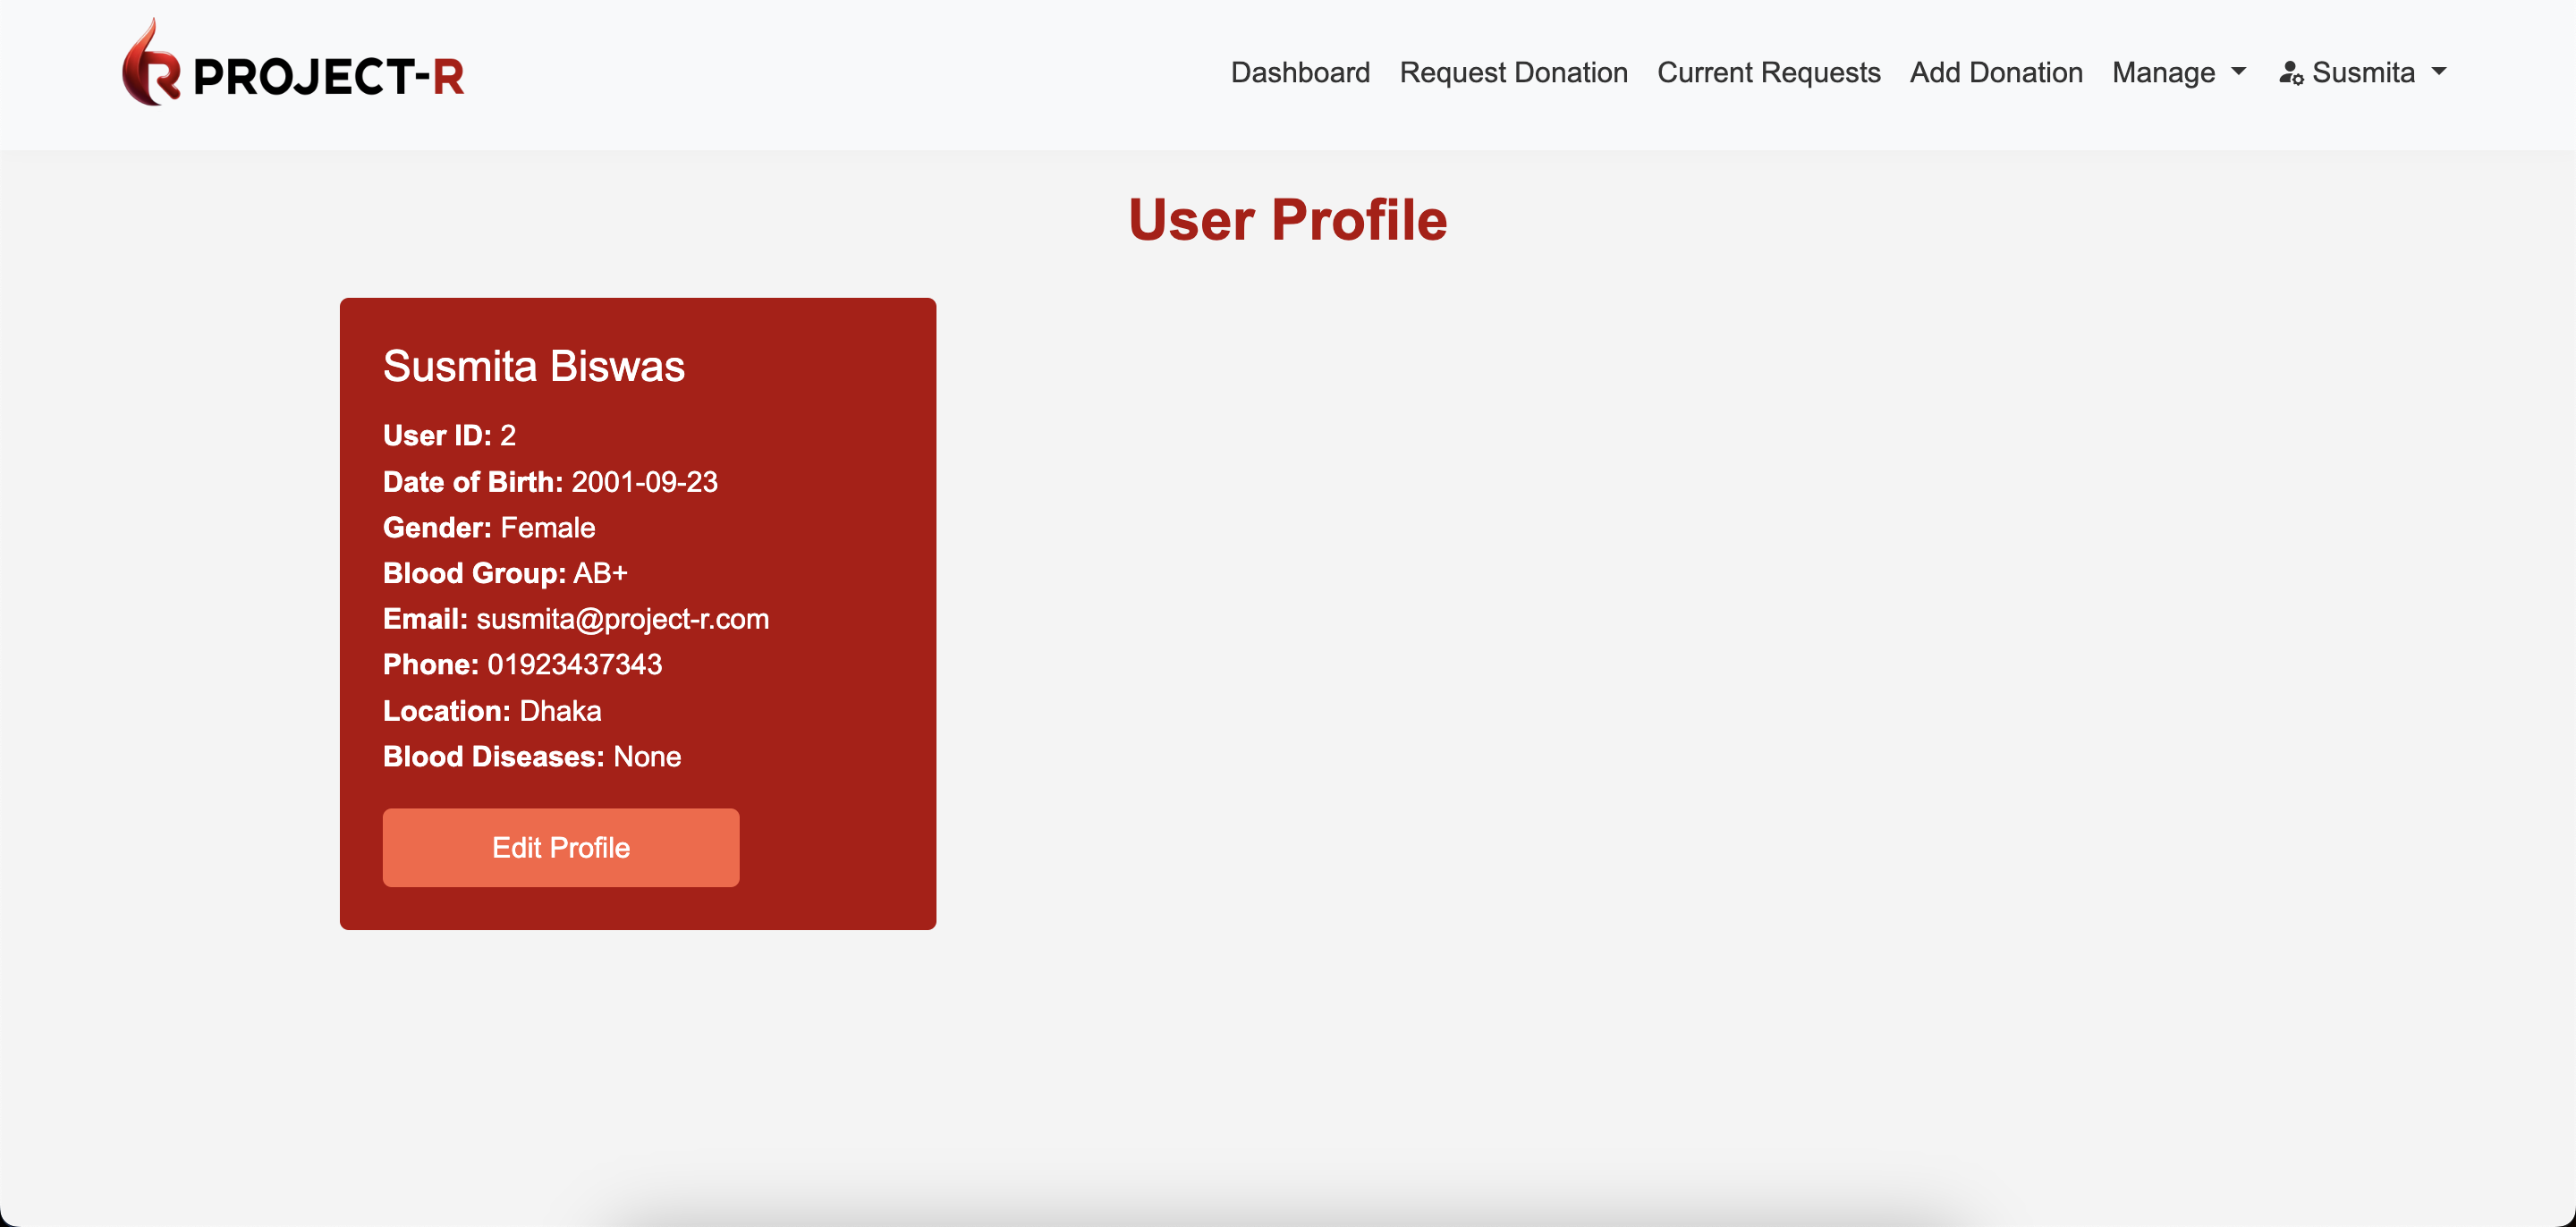 PROJECT-R
Dashboard Request Donation Current Requests Add Donation Manage Susmita
User Profile
Susmita Biswas
User ID: 2
Date of Birth: 2001-09-23
Gender: Female
Blood Group: AB+
Email: susmita@project-r.com
Phone: 01923437343
Location: Dhaka
Blood Diseases: None
Edit Profile